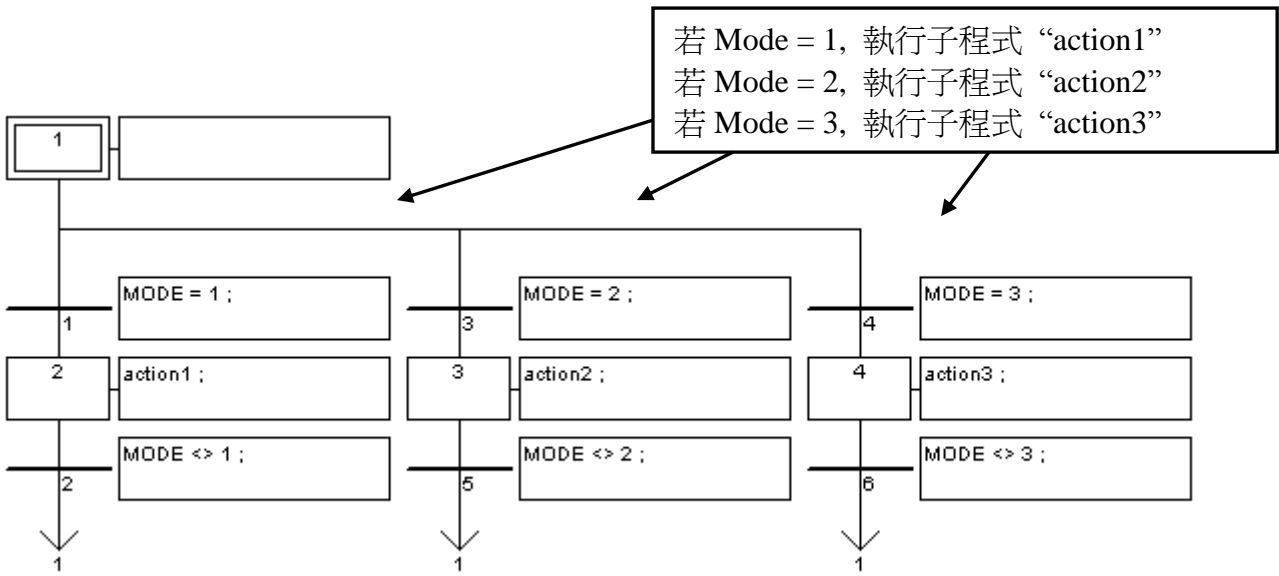 若 Mode = 1, 執行子程式 “action1”
若 Mode = 2, 執行子程式 “action2”
若 Mode = 3, 執行子程式 “action3”
1
MODE = 1 ;
MODE = 2 ;
MODE = 3 ;
1
3
4
2
action1 ;
3
action2 ;
4
action3 ;
MODE <> 1 ;
MODE <> 2 ;
MODE <> 3 ;
2
5
6
1
1
1